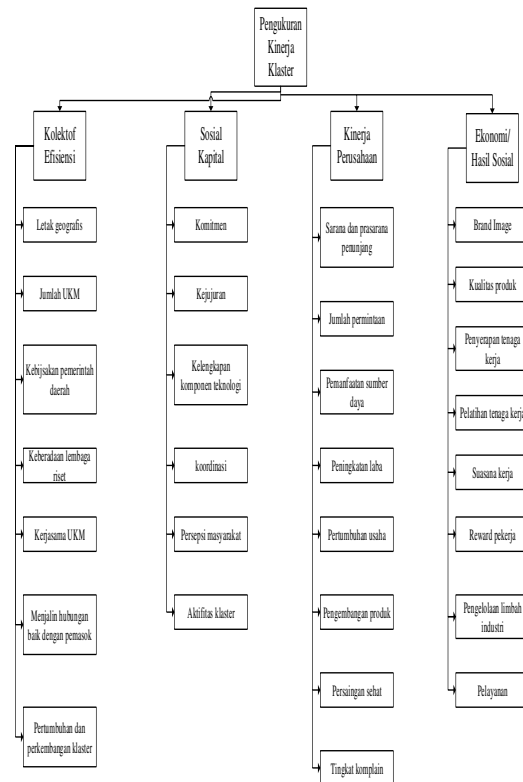 Pengukuran
Kinerja
Klaster
Kolektof
Efisiensi
Letak geografis
Jumlah UKM
Kebijsakan pemerintah
daerah
Keberadaan lembaga
riset
Kerjasama UKM
Menjalin hubungan
baik dengan pemasok
Pertumbuhan dan
perkembangan klaster
Sosial
Kapital
Komitmen
Kejujuran
Kelengkapan
komponen teknologi
koordinasi
Persepsi masyarakat
Aktifitas klaster
Kinerja
Perusahaan
Sarana dan prasarana
penunjang
Jumlah permintaan
Pemanfaatan sumber
daya
Peningkatan laba
Pertumbuhan usaha
Pengembangan produk
Persaingan sehat
Tingkat komplain
Ekonomi/
Hasil Sosial
Brand Image
Kualitas produk
Penyerapan tenaga
kerja
Pelatihan tenaga kerja
Suasana kerja
Reward pekerja
Pengelolaan limbah
industri
Pelayanan